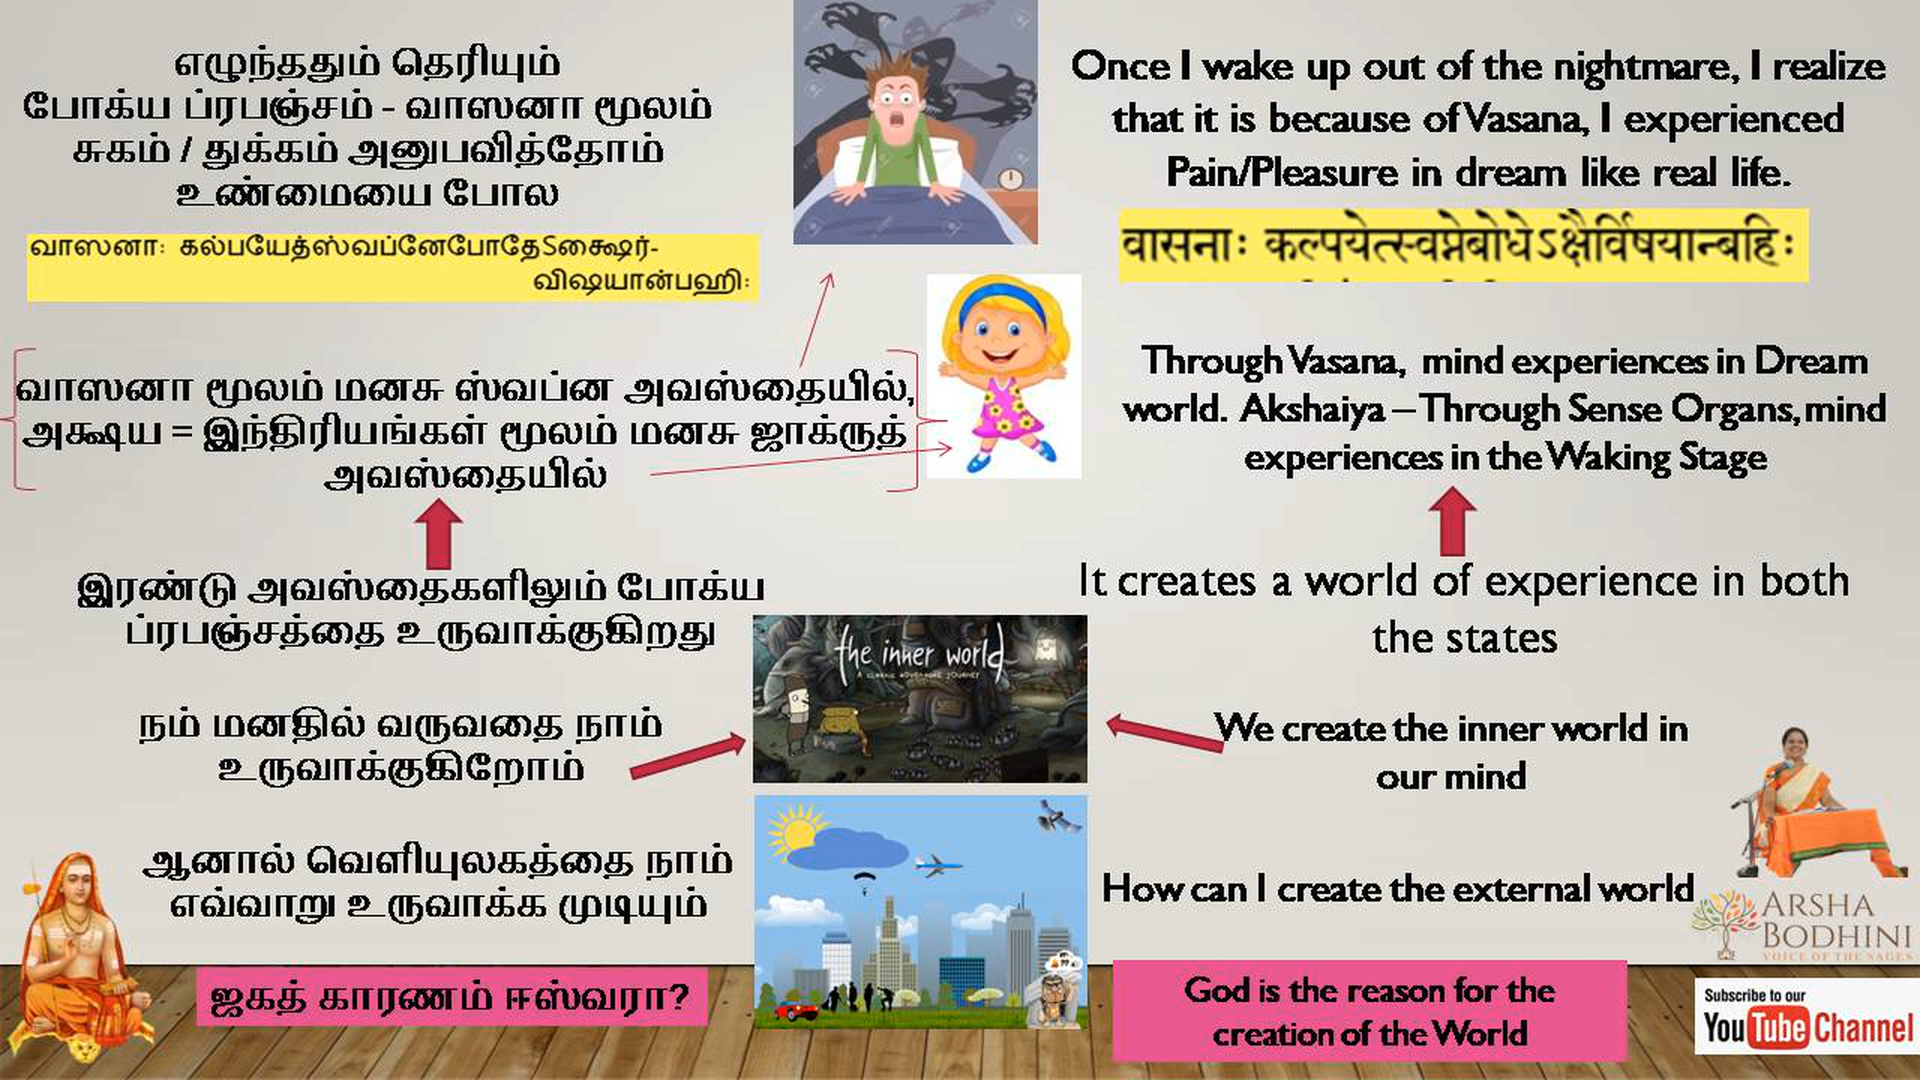 எழுந்ததும் தெரியும்
போக்ய ப்ரபஞ்சம் - வாஸனா மூலம்
சுகம் / துக்கம் அனுபவித்தோம்
உண்மையை போல
வாஸனா: கல்பயேத்ஸ்வப்னேபோதேSக்ஷைர்-
விஷயான்பஹி:
வாஸனா மூலம் மனசு ஸ்வப்ன அவஸ்தையில்,
அக்ஷய = இந்திரியங்கள் மூலம் மனசு ஜாக்ருத்
அவஸ்தையில்
இரண்டு அவஸ்தைகளிலும் போக்ய
ப்ரபஞ்சத்தை உருவாக்குகிறது
நம் மனதில் வருவதை நாம்
உருவாக்குகிறோம்
ஆனால் வெளியுலகத்தை நாம்
எவ்வாறு உருவாக்க முடியும்
ஜகத் காரணம் ஈஸ்வரா?
the inner world
A CLASSIC ADVENTURE JOURNEY
Once I wake up out of the nightmare, I realize
that it is because of Vasana, I experienced
Pain/Pleasure in dream like real life.
वासनाः कल्पयेत्स्वप्नेबोधेऽक्षैर्विषयान्बहिः
Through Vasana, mind experiences in Dream
world. Akshaiya – Through Sense Organs, mind
experiences in the Waking Stage
It creates a world of experience in both
the states
We create the inner world in
our mind
How can I create the external world
God is the reason for the
creation of the World
ARSHA
BODHINI
VOICE OF THE SAGES
Subscribe to our
YouTube Channel